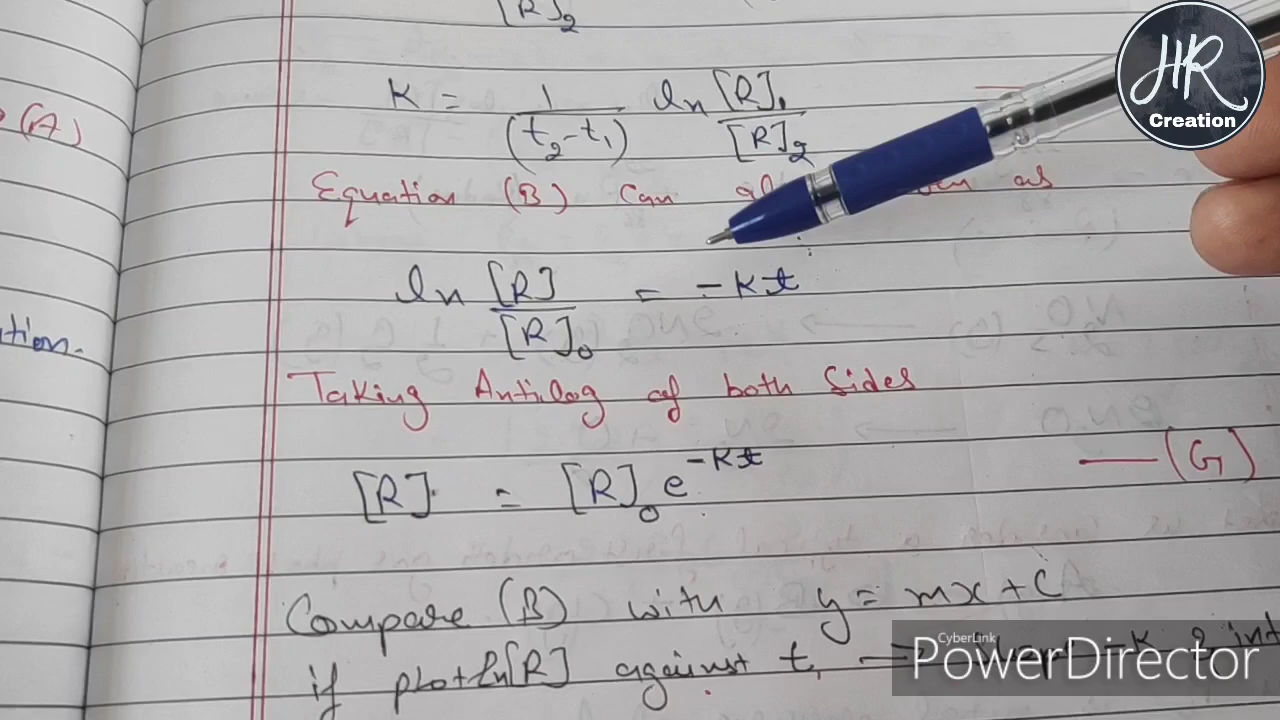 [R]₂
K = 1/(t₂-t₁) ln [R]₁/[R]₂
(A)
Equation (B) Can as
ln [R]/[R]₀ = -Kt
tion.
Taking Antilog of both Sides
[R] = [R]₀ e^-Kt —(G)
Compare (B) with y = mx + C
if plot ln[R] against t,
HR
Creation
CyberLink
PowerDirector